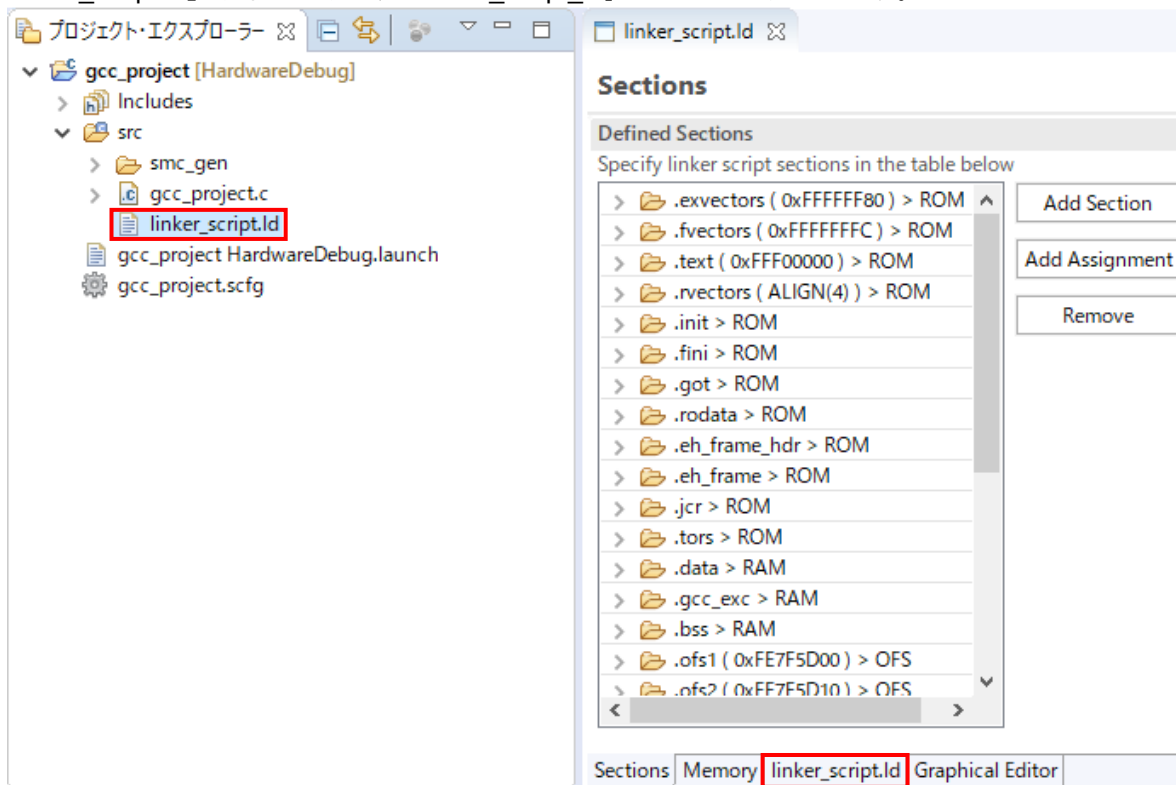 プロジェクト・エクスプローラー
gcc_project [HardwareDebug]
Includes
src
smc_gen
gcc_project.c
linker_script.ld
gcc_project HardwareDebug.launch
gcc_project.scfg
linker_script.ld
Sections
Defined Sections
Specify linker script sections in the table below
.exvectors ( 0xFFFFFF80 ) > ROM
.fvectors ( 0xFFFFFFFC ) > ROM
.text ( 0xFFF00000 ) > ROM
.rvectors ( ALIGN(4) ) > ROM
.init > ROM
.fini > ROM
.got > ROM
.rodata > ROM
.eh_frame_hdr > ROM
.eh_frame > ROM
.jcr > ROM
.tors > ROM
.data > RAM
.gcc_exc > RAM
.bss > RAM
.ofs1 ( 0xFE7F5D00 ) > OFS
.ofs2 ( 0xFE7F5D10 ) > OFS
Add Section
Add Assignment
Remove
Sections Memory linker_script.ld Graphical Editor